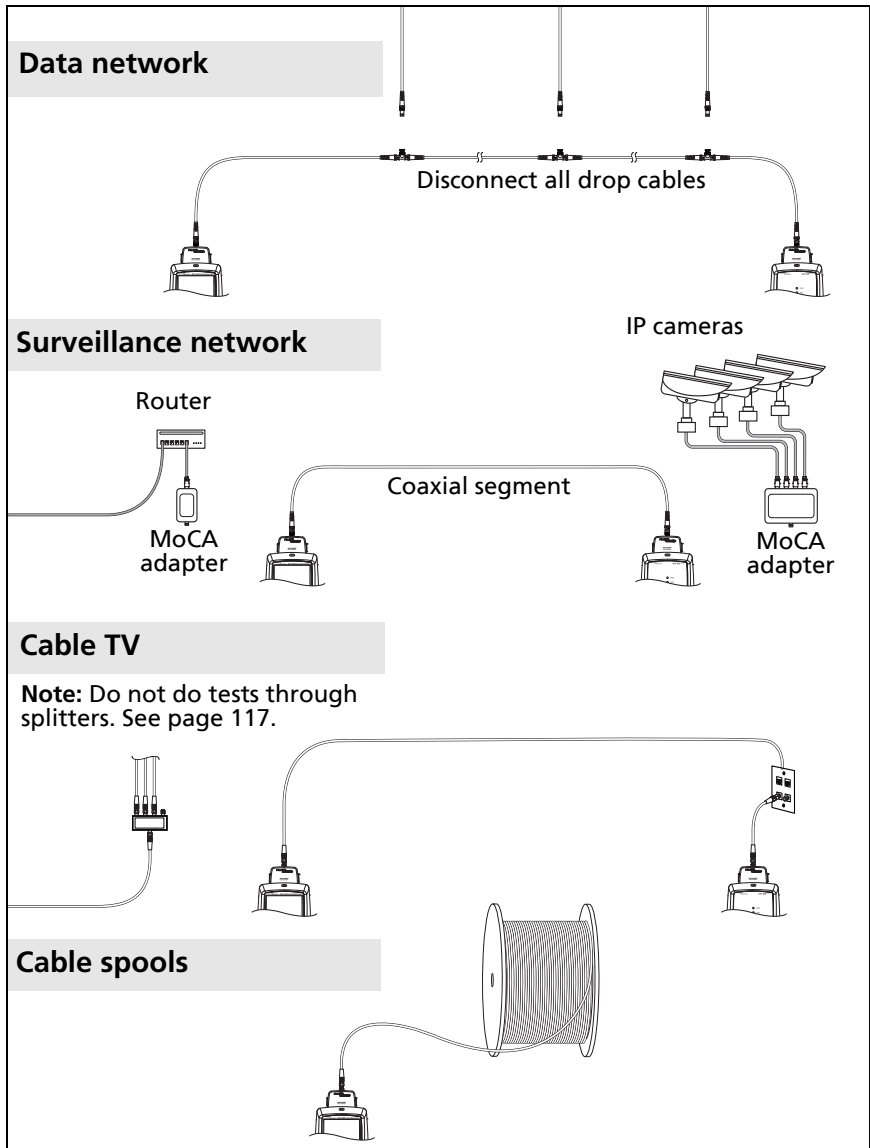 Data network
Disconnect all drop cables
Surveillance network
IP cameras
Router
Coaxial segment
MoCA
adapter
MoCA
adapter
Cable TV
Note: Do not do tests through
splitters. See page 117.
Cable spools